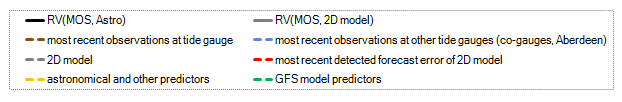 RV(MOS, Astro) RV(MOS, 2D model)
most recent observations at tide gauge most recent observations at other tide gauges (co-gauges, Aberdeen)
2D model most recent detected forecast error of 2D model
astronomical and other predictors GFS model predictors